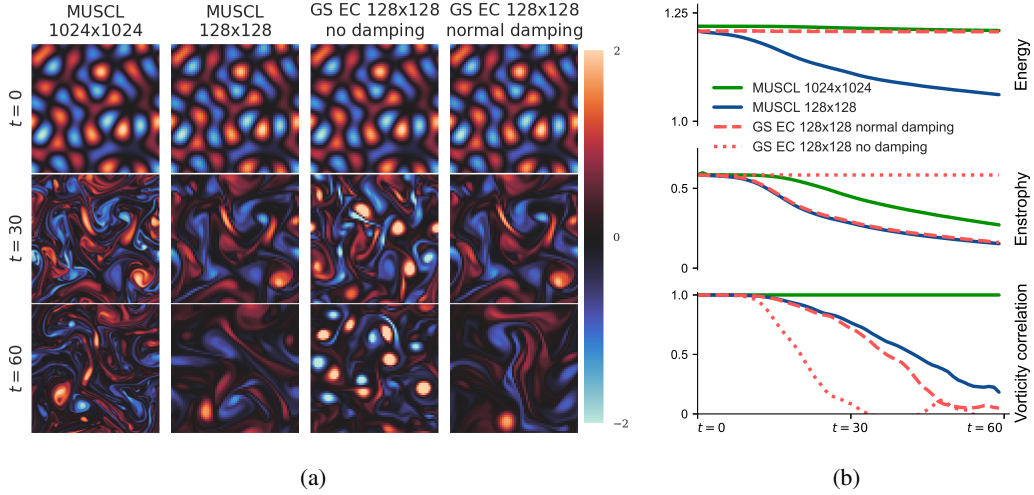 MUSCL
1024x1024
MUSCL
128x128
GS EC 128x128
no damping
GS EC 128x128
normal damping
t = 0
t = 30
t = 60
2
0
−2
(a)
1.25
1.0
Energy
MUSCL 1024x1024
MUSCL 128x128
GS EC 128x128 normal damping
GS EC 128x128 no damping
0.5
0
Enstrophy
1.0
0.5
0
Vorticity correlation
t = 0
t = 30
t = 60
(b)